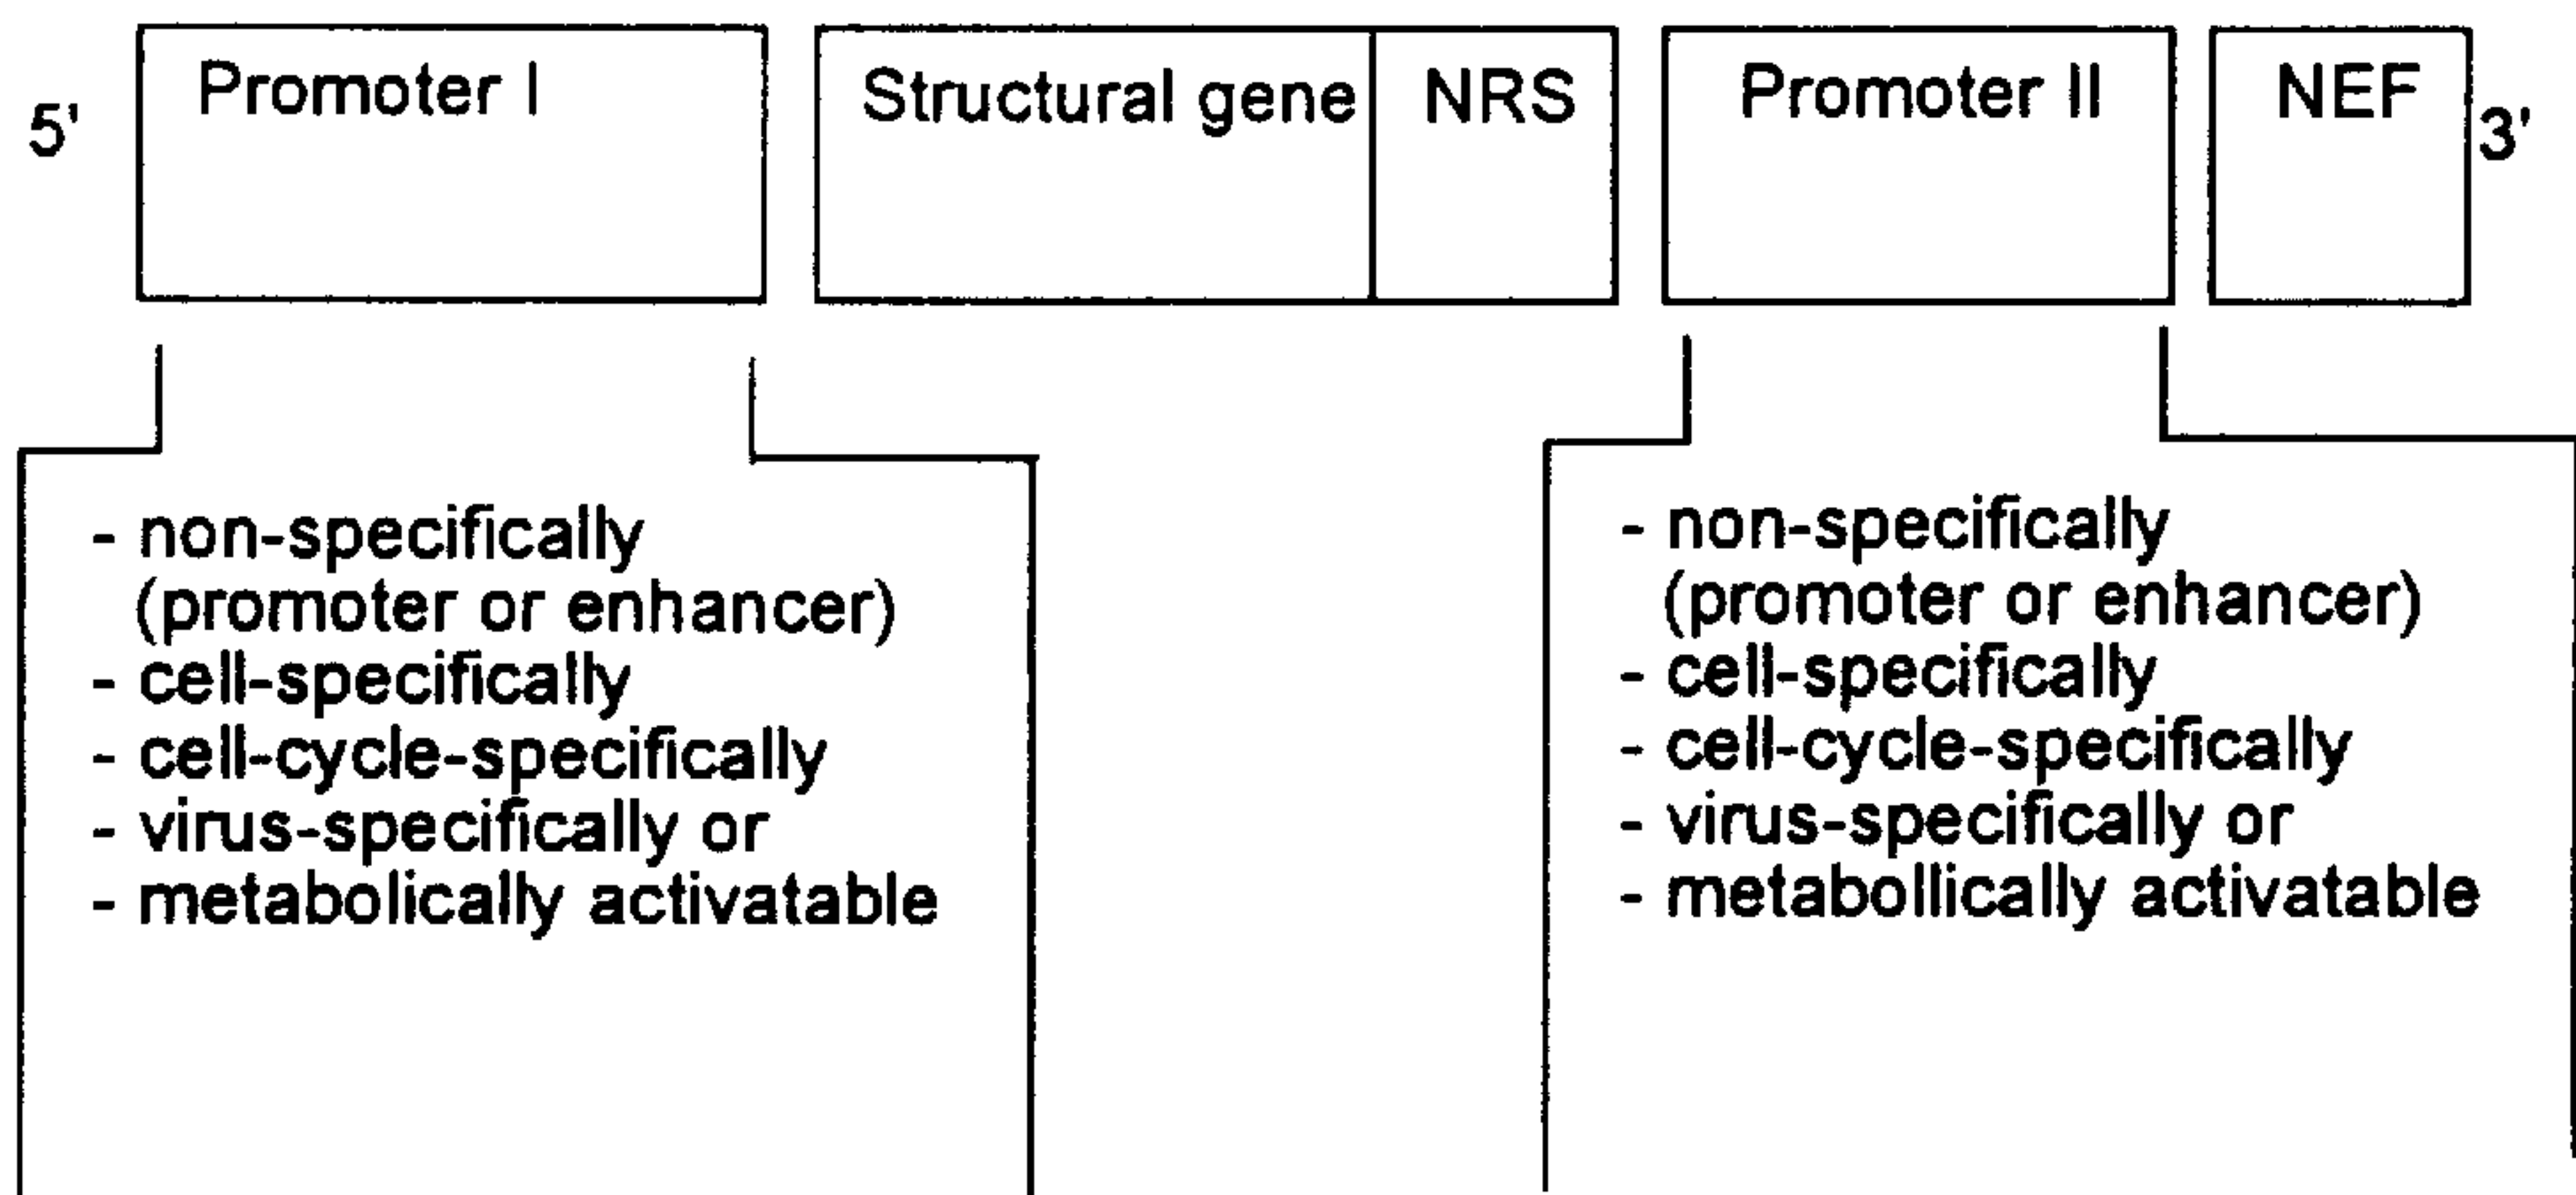 5' Promoter I Structural gene NRS Promoter II NEF 3'
- non-specifically
(promoter or enhancer)
- cell-specifically
- cell-cycle-specifically
- virus-specifically or
- metabolically activatable
- non-specifically
(promoter or enhancer)
- cell-specifically
- cell-cycle-specifically
- virus-specifically or
- metabollically activatable